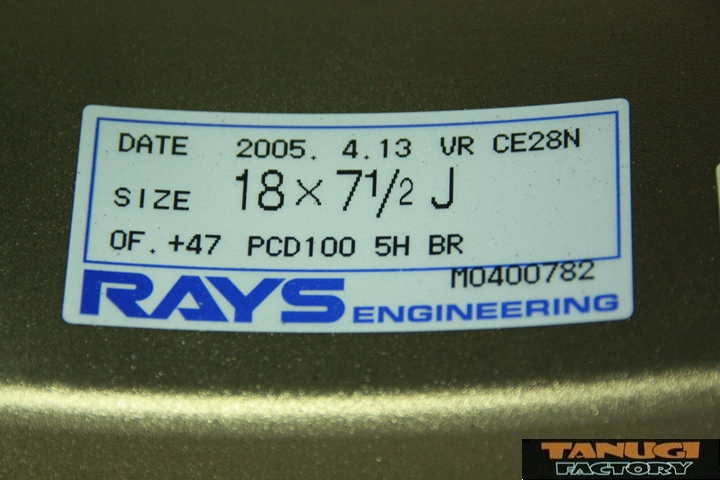 DATE 2005. 4.13 VR CE28N
SIZE 18×7½ J
OF. +47 PCD100 5H BR
M0400782
RAYS ENGINEERING
TANUGI
FACTORY